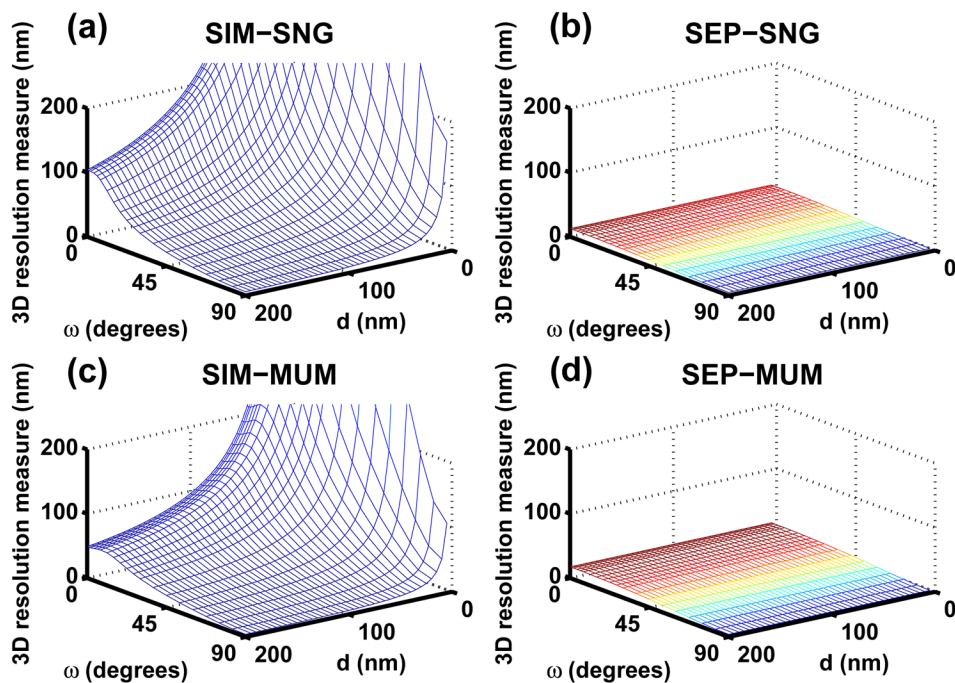 (a) SIM−SNG
3D resolution measure (nm)
200
100
0
0
45
90
ω (degrees)
200
100
0
d (nm)
(b) SEP−SNG
3D resolution measure (nm)
200
100
0
0
45
90
ω (degrees)
200
100
0
d (nm)
(c) SIM−MUM
3D resolution measure (nm)
200
100
0
0
45
90
ω (degrees)
200
100
0
d (nm)
(d) SEP−MUM
3D resolution measure (nm)
200
100
0
0
45
90
ω (degrees)
200
100
0
d (nm)